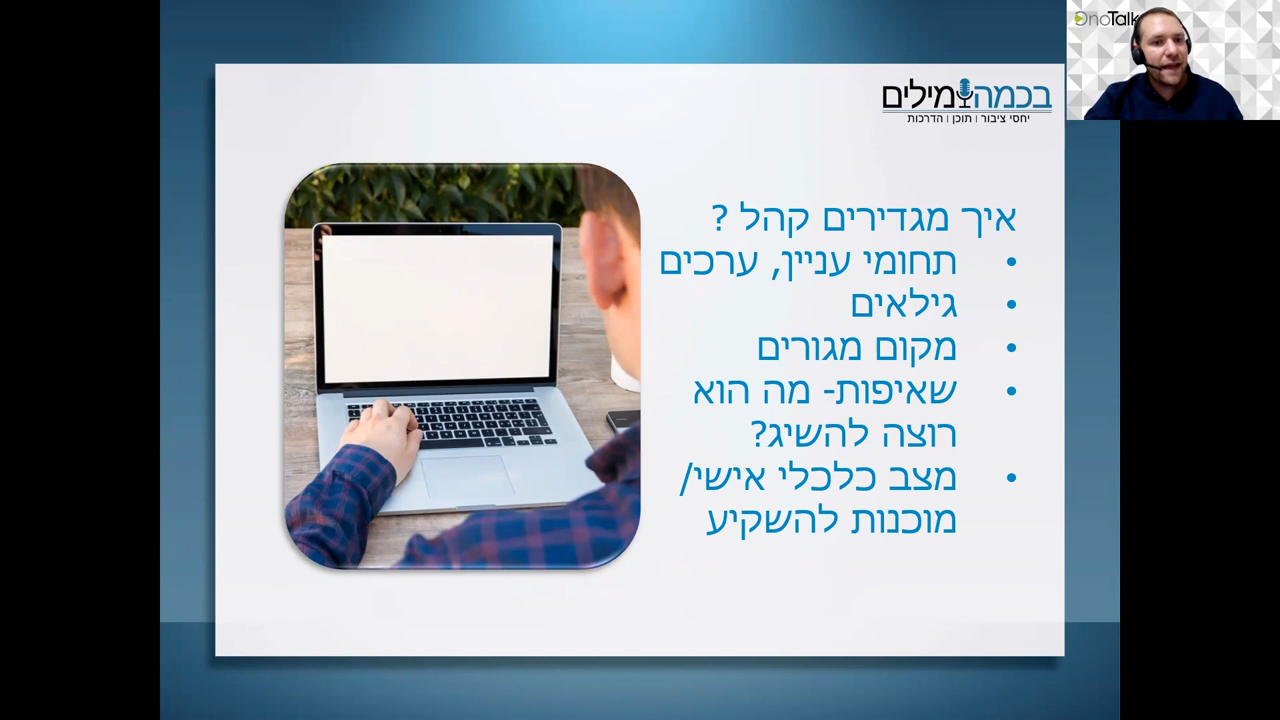 OnoTalk
בכמה מילים
יחסי ציבור | תוכן | הדרכות
איך מגדירים קהל ?
• תחומי עניין, ערכים
• גילאים
• מקום מגורים
• שאיפות- מה הוא
רוצה להשיג?
• מצב כלכלי אישי/
מוכנות להשקיע